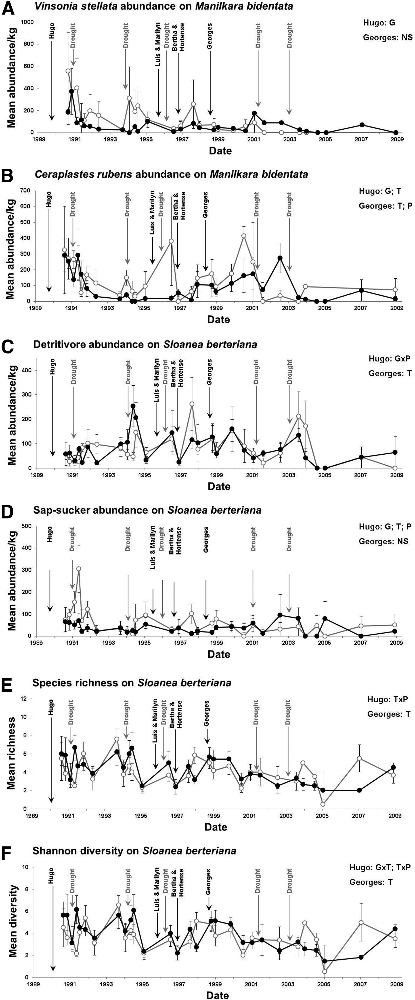 A
Vinsonia stellata abundance on Manilkara bidentata
Hugo: G
Georges: NS
Mean abundance/kg
1000
800
600
400
200
0
Hugo
Drought
Drought
Luis & Marilyn
Drought
Bertha &
Hortense
Georges
Drought
Drought
1989 1991 1993 1995 1997 1999 2001 2003 2005 2007 2009
Date
B
Ceraplastes rubens abundance on Manilkara bidentata
Hugo: G; T
Georges: T; P
Mean abundance/kg
700
600
500
400
300
200
100
0
Hugo
Drought
Drought
Luis & Marilyn
Drought
Bertha &
Hortense
Georges
Drought
Drought
1989 1991 1993 1995 1997 1999 2001 2003 2005 2007 2009
Date
C
Detritivore abundance on Sloanea berteriana
Hugo: GxP
Georges: T
Mean abundance/kg
400
300
200
100
0
Hugo
Drought
Drought
Luis & Marilyn
Drought
Bertha &
Hortense
Georges
Drought
Drought
1989 1991 1993 1995 1997 1999 2001 2003 2005 2007 2009
Date
D
Sap-sucker abundance on Sloanea berteriana
Hugo: G; T; P
Georges: NS
Mean abundance/kg
500
400
300
200
100
0
Hugo
Drought
Drought
Luis & Marilyn
Drought
Bertha &
Hortense
Georges
Drought
Drought
1989 1991 1993 1995 1997 1999 2001 2003 2005 2007 2009
Date
E
Species richness on Sloanea berteriana
Hugo: TxP
Georges: T
Mean richness
12
10
8
6
4
2
0
Hugo
Drought
Drought
Luis & Marilyn
Drought
Bertha &
Hortense
Georges
Drought
Drought
1989 1991 1993 1995 1997 1999 2001 2003 2005 2007 2009
Date
F
Shannon diversity on Sloanea berteriana
Hugo: GxT; TxP
Georges: T
Mean diversity
10
8
6
4
2
0
Hugo
Drought
Drought
Luis & Marilyn
Drought
Bertha &
Hortense
Georges
Drought
Drought
1989 1991 1993 1995 1997 1999 2001 2003 2005 2007 2009
Date